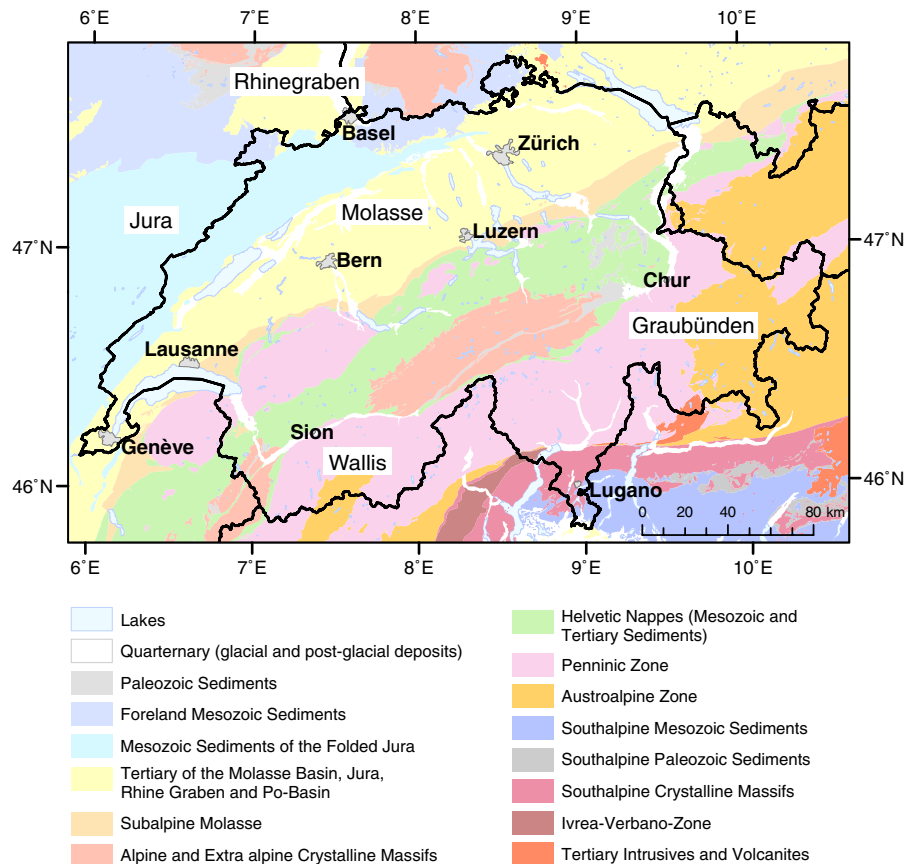 6°E 7°E 8°E 9°E 10°E
Rhinegraben
Basel
Zürich
Jura
Molasse
Luzern
47°N
47°N
Bern
Chur
Graubünden
Lausanne
Sion
Genève
Wallis
46°N
46°N
Lugano
0 20 40 80 km
6°E 7°E 8°E 9°E 10°E
Lakes
Quarternary (glacial and post-glacial deposits)
Paleozoic Sediments
Foreland Mesozoic Sediments
Mesozoic Sediments of the Folded Jura
Tertiary of the Molasse Basin, Jura,
Rhine Graben and Po-Basin
Subalpine Molasse
Alpine and Extra alpine Crystalline Massifs
Helvetic Nappes (Mesozoic and
Tertiary Sediments)
Penninic Zone
Austroalpine Zone
Southalpine Mesozoic Sediments
Southalpine Paleozoic Sediments
Southalpine Crystalline Massifs
Ivrea-Verbano-Zone
Tertiary Intrusives and Volcanites